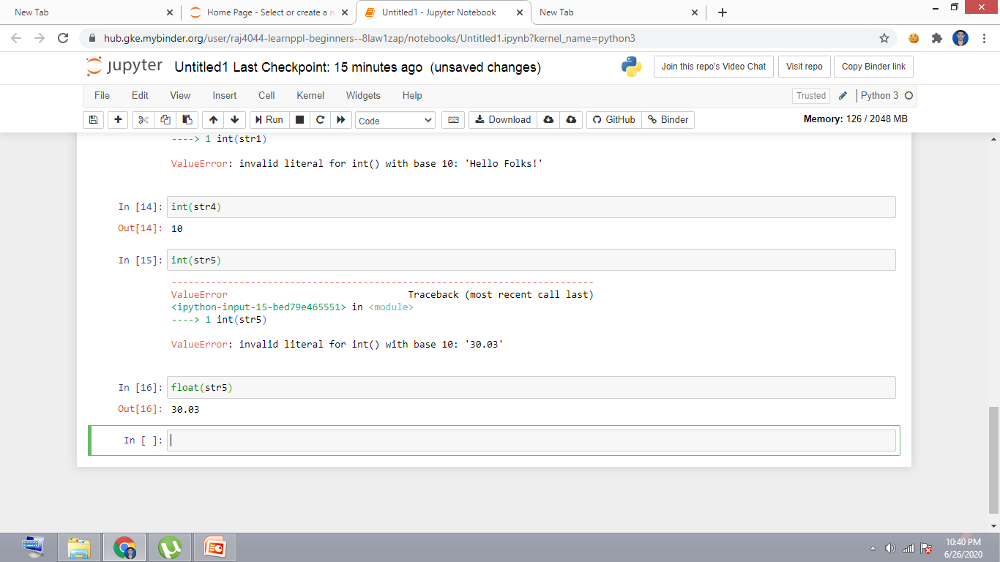 New Tab
Home Page - Select or create a n
Untitled1 - Jupyter Notebook
New Tab
hub.gke.mybinder.org/user/raj4044-learnppl-beginners--8law1zap/notebooks/Untitled1.ipynb?kernel_name=python3
jupyter Untitled1 Last Checkpoint: 15 minutes ago (unsaved changes)
Join this repo's Video Chat
Visit repo
Copy Binder link
File Edit View Insert Cell Kernel Widgets Help
Trusted
Python 3
Run
Code
Download
GitHub
Binder
Memory: 126 / 2048 MB
----> 1 int(str1)
ValueError: invalid literal for int() with base 10: 'Hello Folks!'
In [14]: int(str4)
Out[14]: 10
In [15]: int(str5)
---------------------------------------------------------------------------
ValueError Traceback (most recent call last)
<ipython-input-15-bed79e465551> in <module>
----> 1 int(str5)
ValueError: invalid literal for int() with base 10: '30.03'
In [16]: float(str5)
Out[16]: 30.03
In [ ]:
10:40 PM
6/26/2020